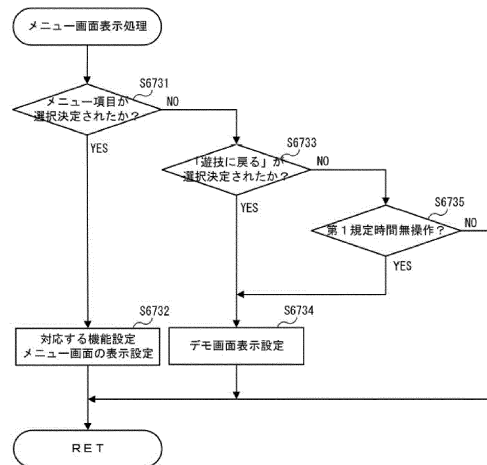 メニュー画面表示処理
S6731
メニュー項目が
選択決定されたか?
NO
YES
S6733
「遊技に戻る」が
選択決定されたか?
NO
YES
S6735
第1規定時間無操作?
NO
YES
S6732
対応する機能設定
メニュー画面の表示設定
S6734
デモ画面表示設定
RET